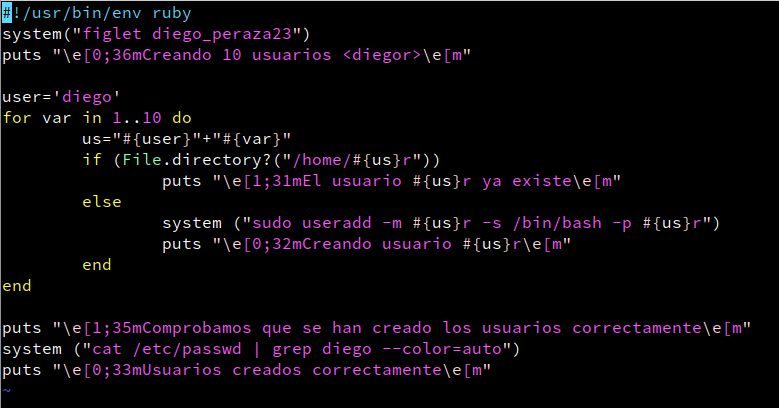 #!/usr/bin/env ruby
system("figlet diego_peraza23")
puts "\e[0;36mCreando 10 usuarios <diegor>\e[m"

user='diego'
for var in 1..10 do
        us="#{user}"+"#{var}"
        if (File.directory?("/home/#{us}r"))
                puts "\e[1;31mEl usuario #{us}r ya existe\e[m"
        else
                system ("sudo useradd -m #{us}r -s /bin/bash -p #{us}r")
                puts "\e[0;32mCreando usuario #{us}r\e[m"
        end
end

puts "\e[1;35mComprobamos que se han creado los usuarios correctamente\e[m"
system ("cat /etc/passwd | grep diego --color=auto")
puts "\e[0;33mUsuarios creados correctamente\e[m"
~